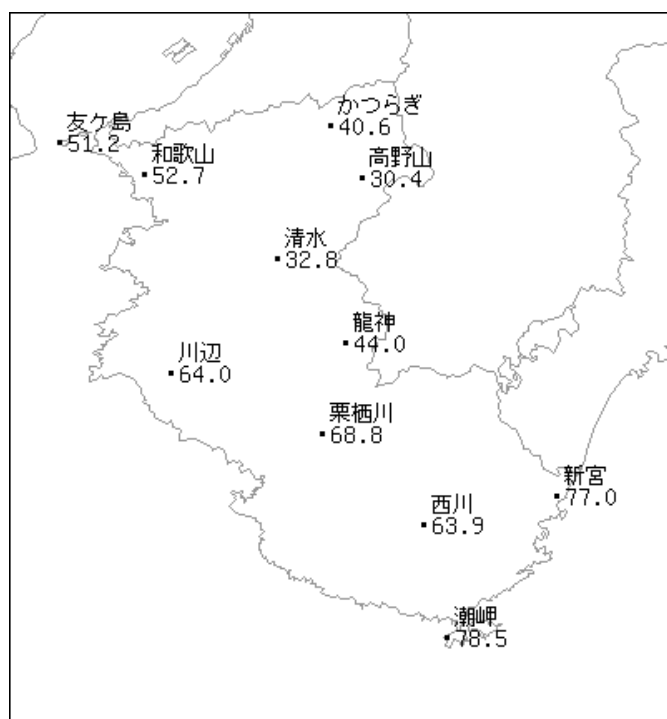 かつらぎ
40.6
友ケ島
51.2
和歌山
52.7
高野山
30.4
清水
32.8
龍神
44.0
川辺
64.0
栗栖川
68.8
新宮
77.0
西川
63.9
潮岬
78.5